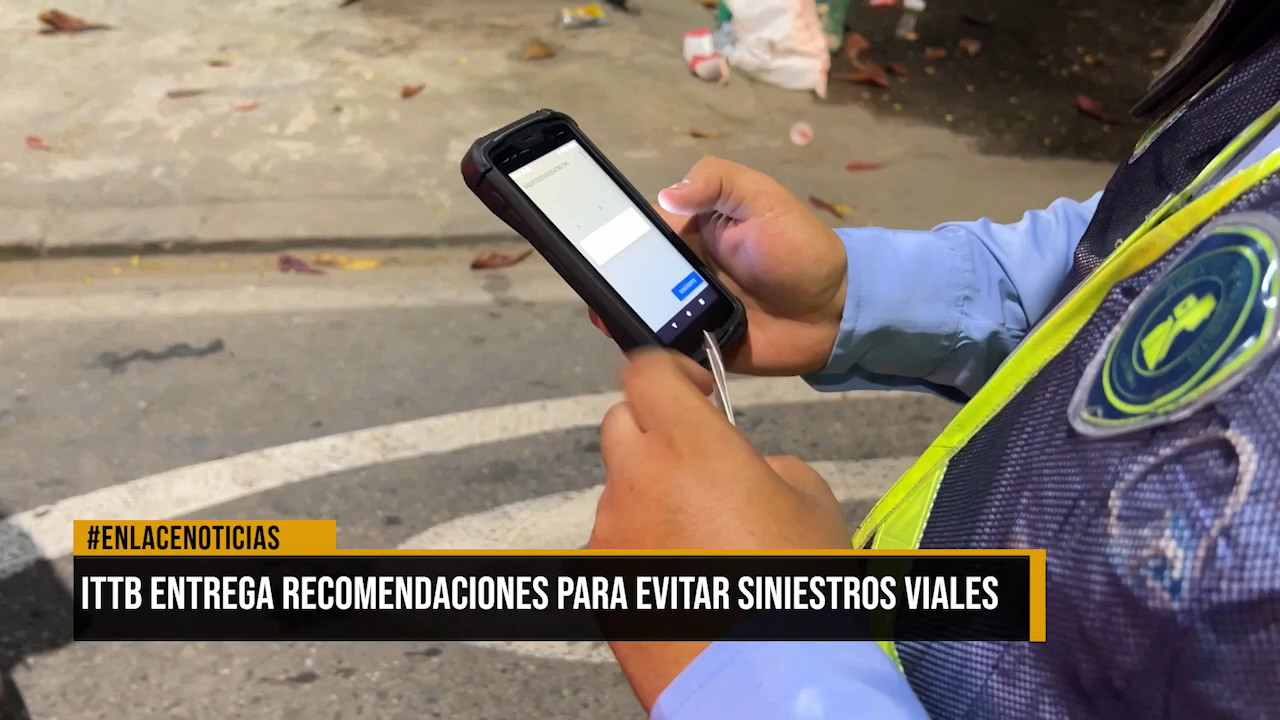 #ENLACENOTICIAS
ITTB ENTREGA RECOMENDACIONES PARA EVITAR SINIESTROS VIALES